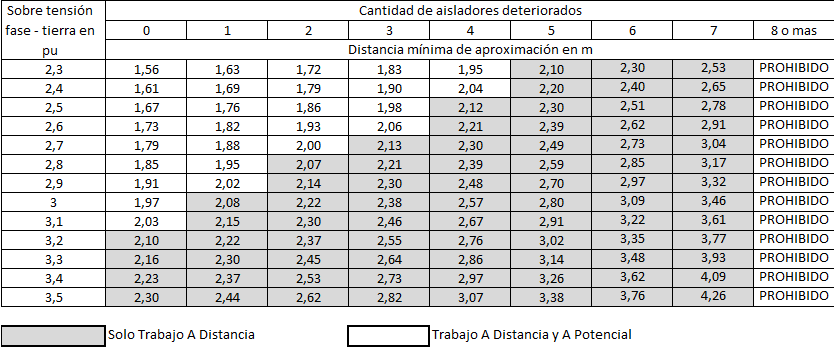 Sobre tensión fase - tierra en pu
Cantidad de aisladores deteriorados
0 1 2 3 4 5 6 7 8 o mas
Distancia mínima de aproximación en m
2,3 1,56 1,63 1,72 1,83 1,95 2,10 2,30 2,53 PROHIBIDO
2,4 1,61 1,69 1,79 1,90 2,04 2,20 2,40 2,65 PROHIBIDO
2,5 1,67 1,76 1,86 1,98 2,12 2,30 2,51 2,78 PROHIBIDO
2,6 1,73 1,82 1,93 2,06 2,21 2,39 2,62 2,91 PROHIBIDO
2,7 1,79 1,88 2,00 2,13 2,30 2,49 2,73 3,04 PROHIBIDO
2,8 1,85 1,95 2,07 2,21 2,39 2,59 2,85 3,17 PROHIBIDO
2,9 1,91 2,02 2,14 2,30 2,48 2,70 2,97 3,32 PROHIBIDO
3 1,97 2,08 2,22 2,38 2,57 2,80 3,09 3,46 PROHIBIDO
3,1 2,03 2,15 2,30 2,46 2,67 2,91 3,22 3,61 PROHIBIDO
3,2 2,10 2,22 2,37 2,55 2,76 3,02 3,35 3,77 PROHIBIDO
3,3 2,16 2,30 2,45 2,64 2,86 3,14 3,48 3,93 PROHIBIDO
3,4 2,23 2,37 2,53 2,73 2,97 3,26 3,62 4,09 PROHIBIDO
3,5 2,30 2,44 2,62 2,82 3,07 3,38 3,76 4,26 PROHIBIDO
Solo Trabajo A Distancia
Trabajo A Distancia y A Potencial